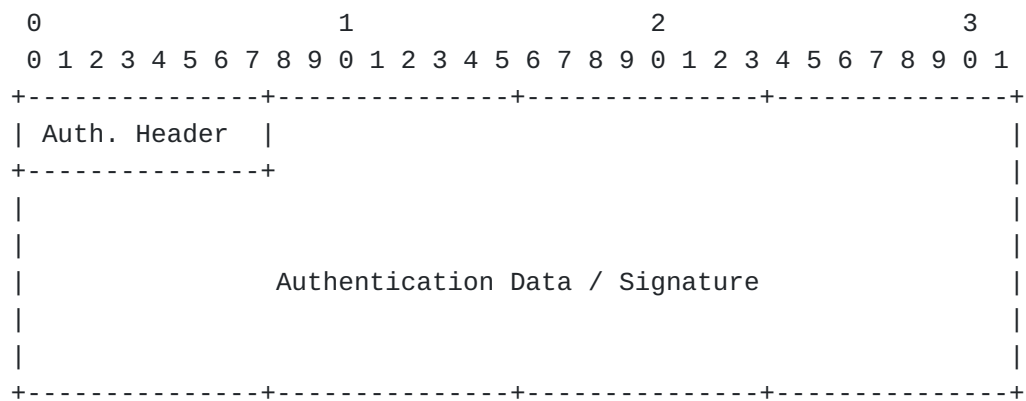 0                   1                   2                   3
 0 1 2 3 4 5 6 7 8 9 0 1 2 3 4 5 6 7 8 9 0 1 2 3 4 5 6 7 8 9 0 1
+---------------+---------------+---------------+---------------+
| Auth. Header  |                                               |
+---------------+                                               |
|                                                               |
|                                                               |
|                Authentication Data / Signature                |
|                                                               |
|                                                               |
+---------------+---------------+---------------+---------------+